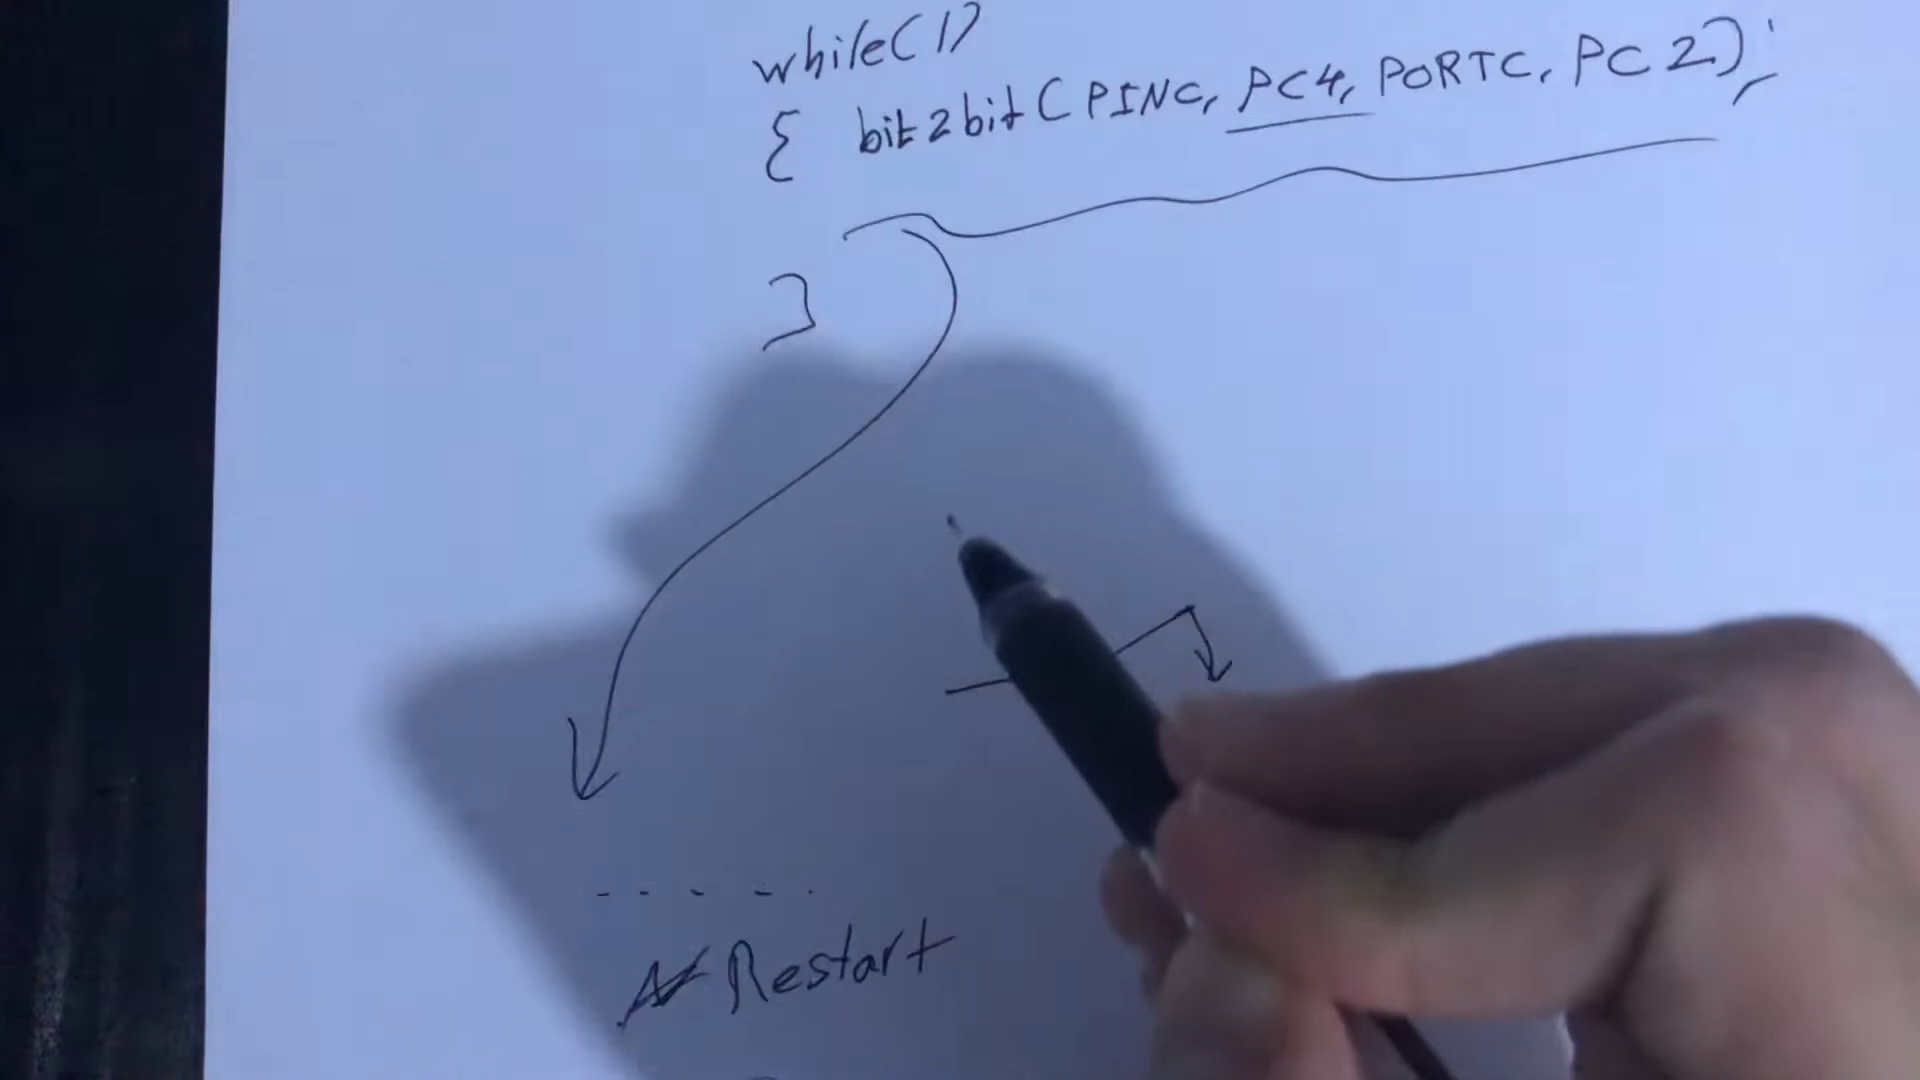 while(1)
{ bit2bit(PINC, PC4, PORTC, PC2);
}
Restart